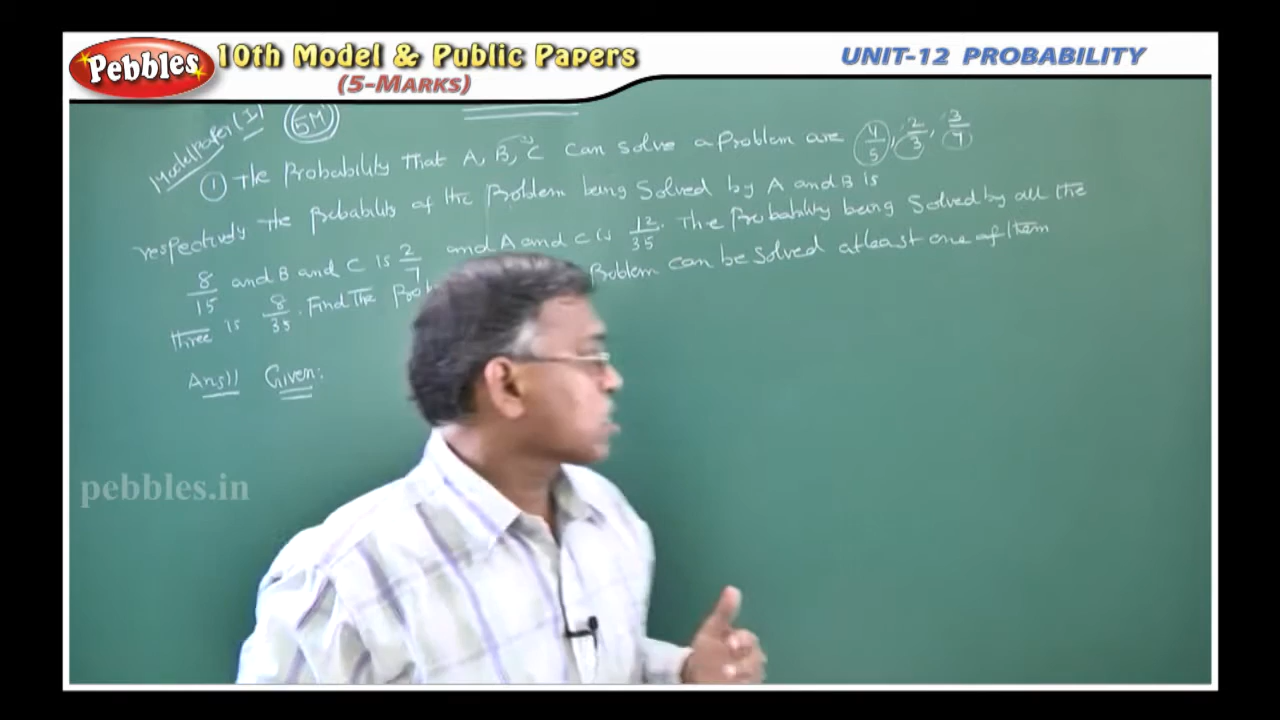 Pebbles
10th Model & Public Papers
(5-MARKS)
UNIT-12 PROBABILITY
Model Paper (I)
5M
① The Probability that A, B, C can solve a Problem are 4/5, 2/3, 3/7
respectively The Probability of the Problem being Solved by A and B is
8/15 and B and C is 2/7 and A and C is 12/35. The Probability being Solved by all the
three is 8/35. Find The Problem can be solved atleast one of them
Ans)) Given:
pebbles.in